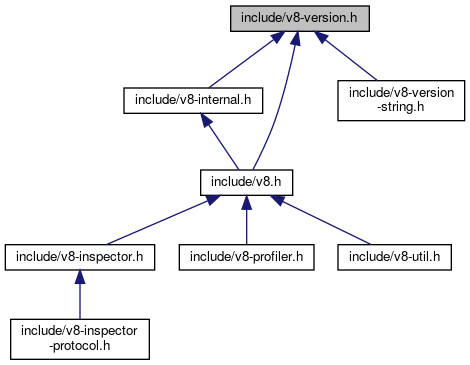 include/v8-version.h
include/v8-internal.h
include/v8-version
-string.h
include/v8.h
include/v8-inspector.h
include/v8-profiler.h
include/v8-util.h
include/v8-inspector
-protocol.h